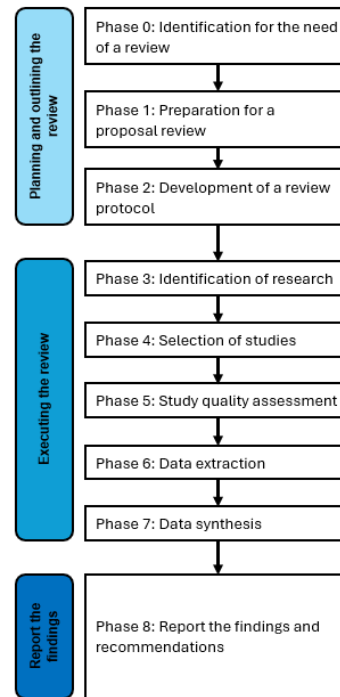 Planning and outlining the
review
Phase 0: Identification for the need
of a review
Phase 1: Preparation for a
proposal review
Phase 2: Development of a review
protocol
Executing the review
Phase 3: Identification of research
Phase 4: Selection of studies
Phase 5: Study quality assessment
Phase 6: Data extraction
Phase 7: Data synthesis
Report the
findings
Phase 8: Report the findings and
recommendations